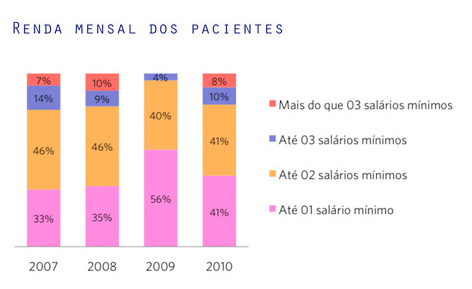 RENDA MENSAL DOS PACIENTES
7%
10%
4%
8%
14%
9%
10%
46%
46%
40%
41%
33%
35%
56%
41%
Mais do que 03 salários mínimos
Até 03 salários mínimos
Até 02 salários mínimos
Até 01 salário mínimo
2007 2008 2009 2010